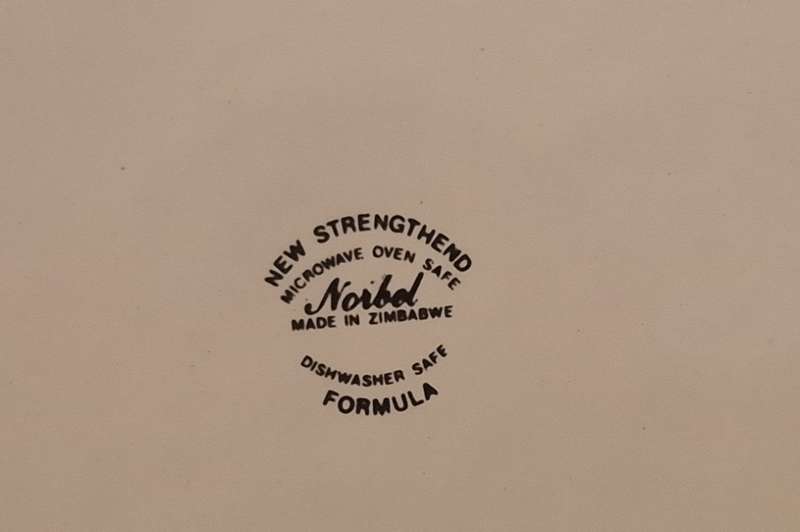 NEW STRENGTHEND
MICROWAVE OVEN SAFE
Norbel
MADE IN ZIMBABWE
DISHWASHER SAFE
FORMULA